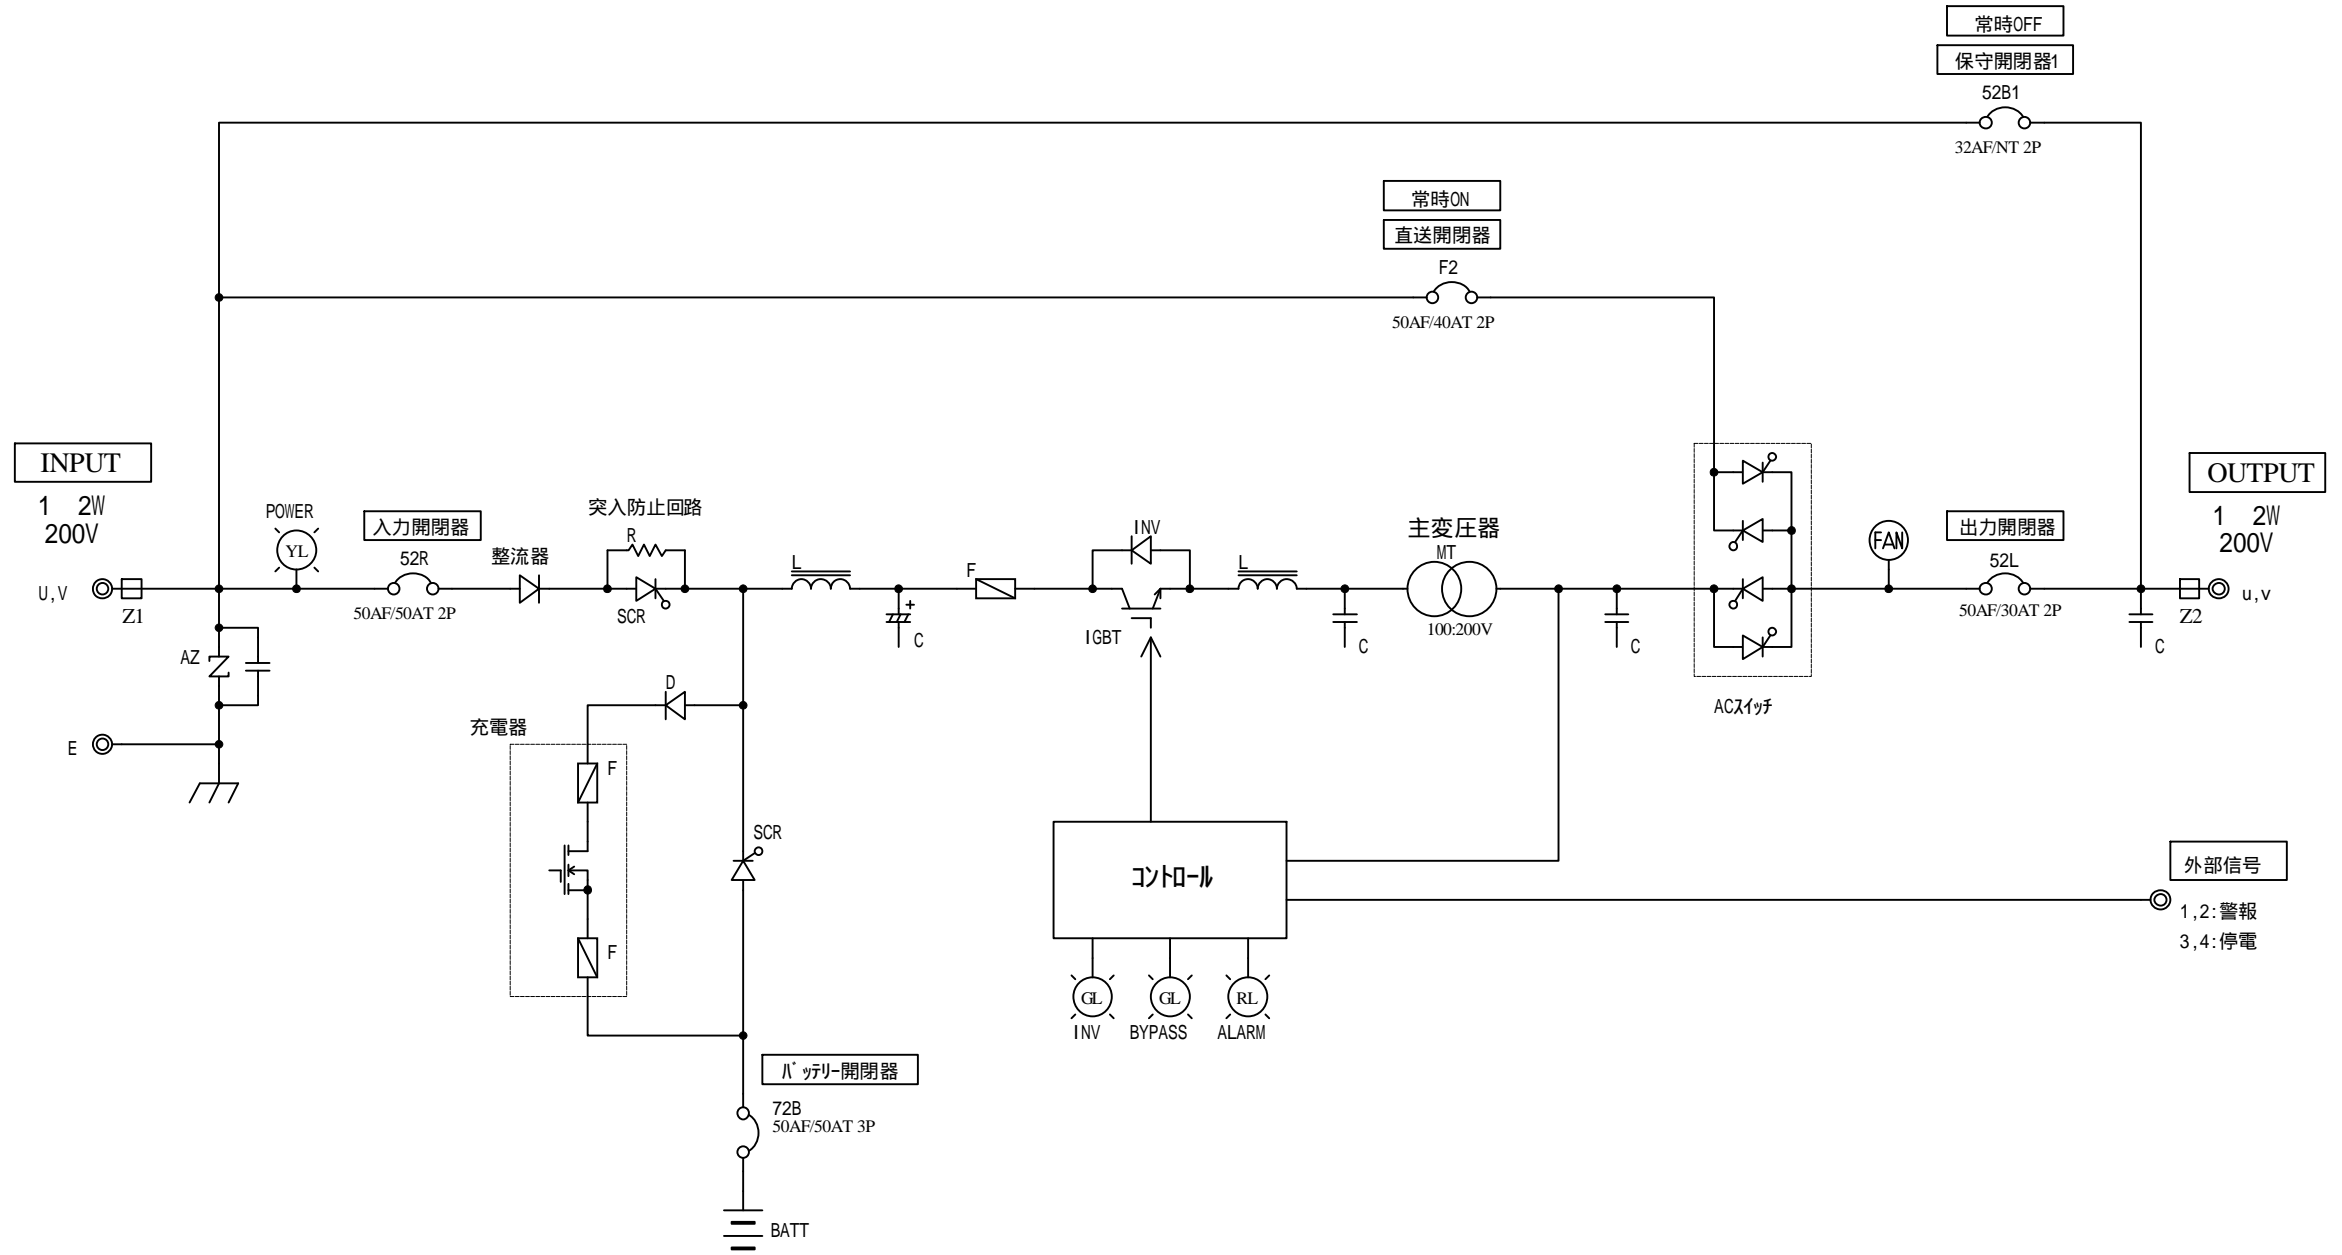 常時OFF
保守開閉器1
52B1
32AF/NT 2P
常時ON
直送開閉器
F2
50AF/40AT 2P
INPUT
1 2W
200V
U,V
Z1
POWER
YL
入力開閉器
52R
50AF/50AT 2P
整流器
突入防止回路
R
SCR
L
+
C
F
INV
IGBT
L
C
主変圧器
MT
100:200V
C
ACスイッチ
FAN
出力開閉器
52L
50AF/30AT 2P
OUTPUT
1 2W
200V
u,v
Z2
C
AZ
E
充電器
D
F
F
SCR
コントロール
GL
INV
GL
BYPASS
RL
ALARM
外部信号
1,2:警報
3,4:停電
バッテリー開閉器
72B
50AF/50AT 3P
BATT